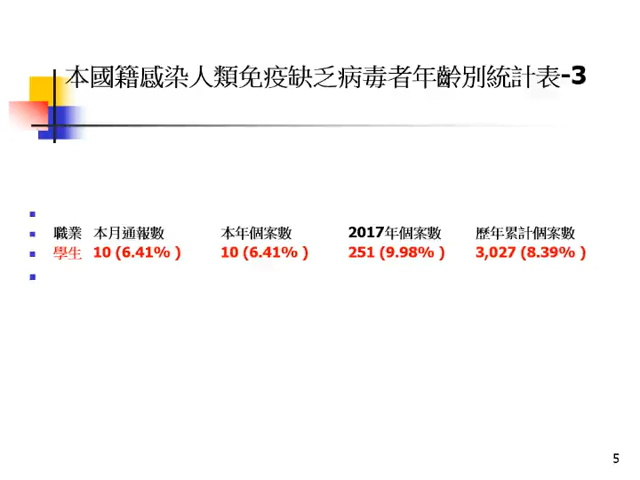 本國籍感染人類免疫缺乏病毒者年齡別統計表-3
職業 本月通報數 本年個案數 2017年個案數 歷年累計個案數
學生 10 (6.41% ) 10 (6.41% ) 251 (9.98% ) 3,027 (8.39% )
5